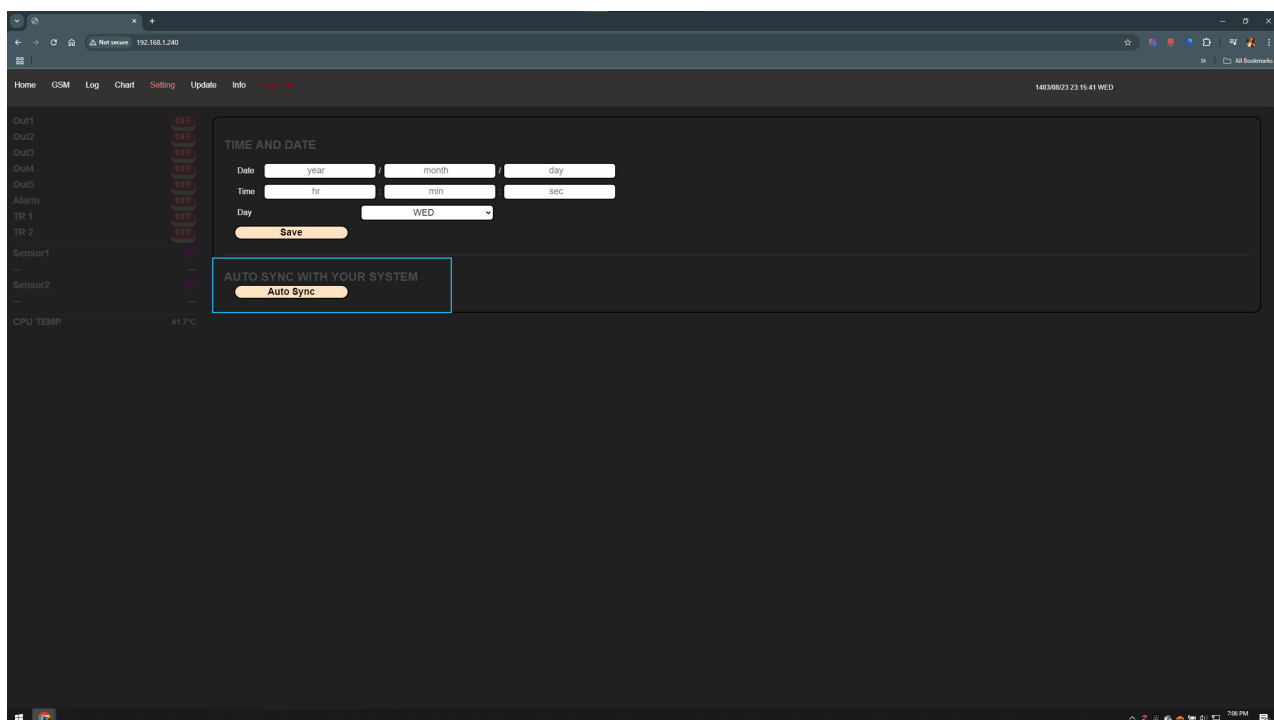 Not secure 192.168.1.240
All Bookmarks
Home GSM Log Chart Setting Update Info Log Out 1403/08/23 23:15:41 WED
Out1 OFF
Out2 OFF
Out3 OFF
Out4 OFF
Out5 OFF
Alarm OFF
TR 1 OFF
TR 2 OFF
Sensor1
--- ---
Sensor2
--- ---
CPU TEMP 41.7°C
TIME AND DATE
Date year / month / day
Time hr : min : sec
Day WED
Save
AUTO SYNC WITH YOUR SYSTEM
Auto Sync
7:06 PM